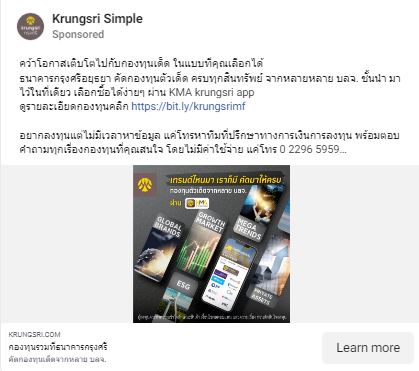 Krungsri Simple
Sponsored
krungsri
กรุงศรี
คว้าโอกาสเติบโตไปกับกองทุนเด็ด ในแบบที่คุณเลือกได้
ธนาคารกรุงศรีอยุธยา คัดกองทุนตัวเด็ด ครบทุกสินทรัพย์ จากหลายหลาย บลจ. ชั้นนำ มา
ไว้ในที่เดียว เลือกซื้อได้ง่ายๆ ผ่าน KMA krungsri app
ดูรายละเอียดกองทุนคลิก https://bit.ly/krungsrimf
อยากลงทุนแต่ไม่มีเวลาหาข้อมูล แค่โทรหาทีมที่ปรึกษาทางการเงินการลงทุน พร้อมตอบ
คำถามทุกเรื่องกองทุนที่คุณสนใจ โดยไม่มีค่าใช้จ่าย แค่โทร 0 2296 5959...
เทรนด์ไหนมา เราก็มี คัดมาให้ครบ
กองทุนตัวเด็ดจากหลาย บลจ.
ผ่าน KMA
GLOBAL
BRANDS
GROWTH
MARKET
MEGA
TRENDS
ESG
PRIVATE
ASSETS
KRUNGSRI.COM
กองทุนรวมที่ธนาคารกรุงศรี
คัดกองทุนเด็ดจากหลาย บลจ.
Learn more